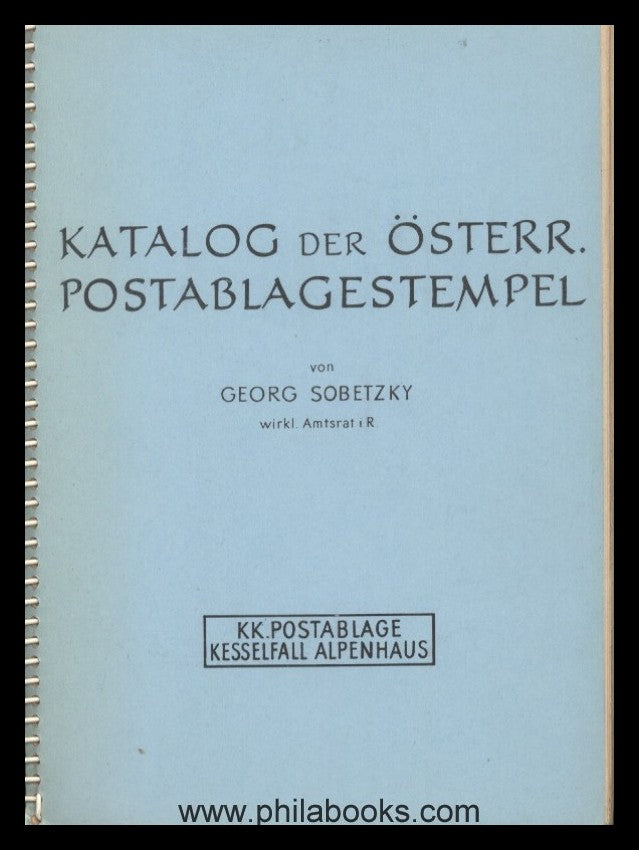 KATALOG DER ÖSTERR.
POSTABLAGESTEMPEL
von
GEORG SOBETZKY
wirkl. Amtsrat i R.
KK.POSTABLAGE
KESSELFALL ALPENHAUS
www.philabooks.com